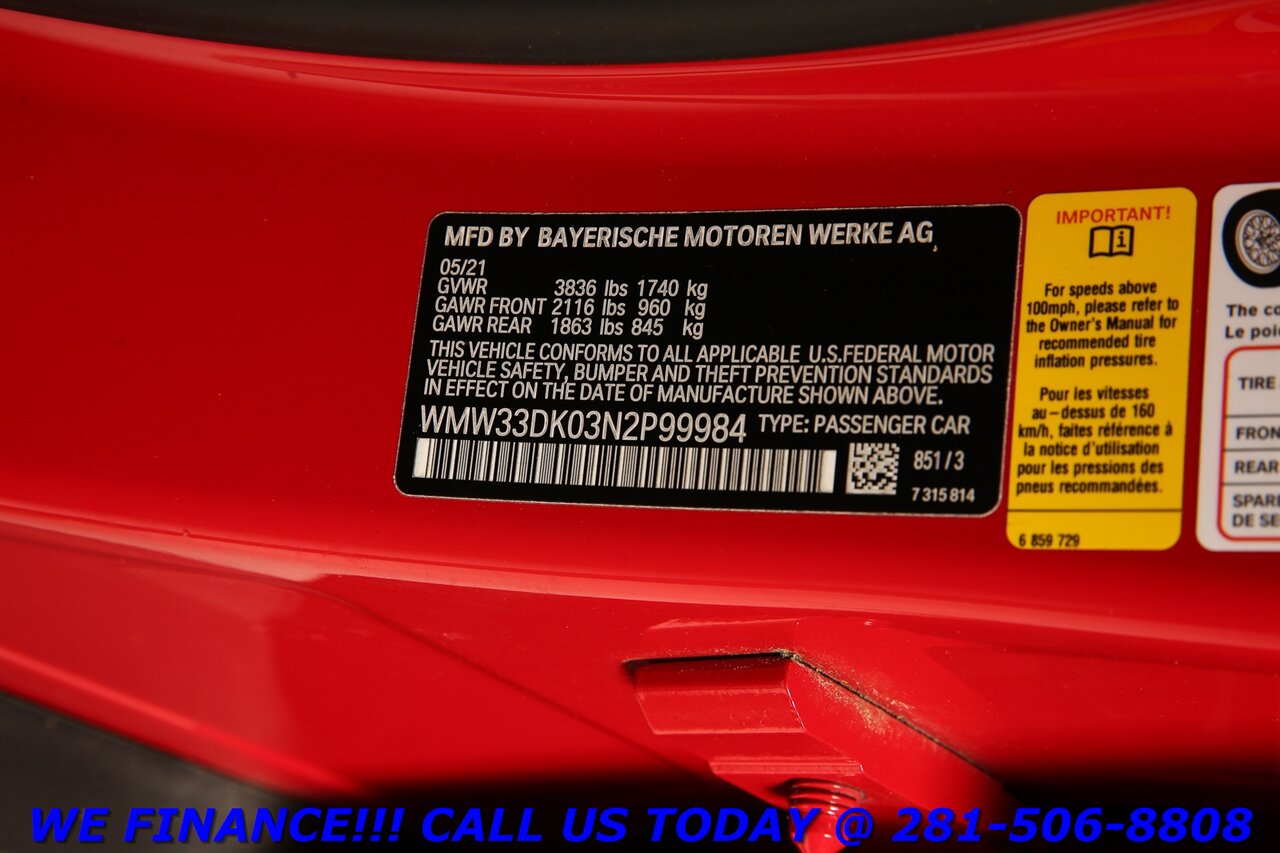 MFD BY BAYERISCHE MOTOREN WERKE AG
05/21
GVWR 3836 lbs 1740 kg
GAWR FRONT 2116 lbs 960 kg
GAWR REAR 1863 lbs 845 kg
THIS VEHICLE CONFORMS TO ALL APPLICABLE U.S.FEDERAL MOTOR
VEHICLE SAFETY, BUMPER AND THEFT PREVENTION STANDARDS
IN EFFECT ON THE DATE OF MANUFACTURE SHOWN ABOVE.
WMW33DK03N2P99984 TYPE: PASSENGER CAR
851/3
7 315 814
IMPORTANT!
i
For speeds above
100mph, please refer to
the Owner's Manual for
recommended tire
inflation pressures.
Pour les vitesses
au – dessus de 160
km/h, faites référence à
la notice d'utilisation
pour les pressions des
pneus recommandées.
6 859 729
The
Le
TIRE
REAR
DE
WE FINANCE!!! CALL US TODAY @ 281-506-8808